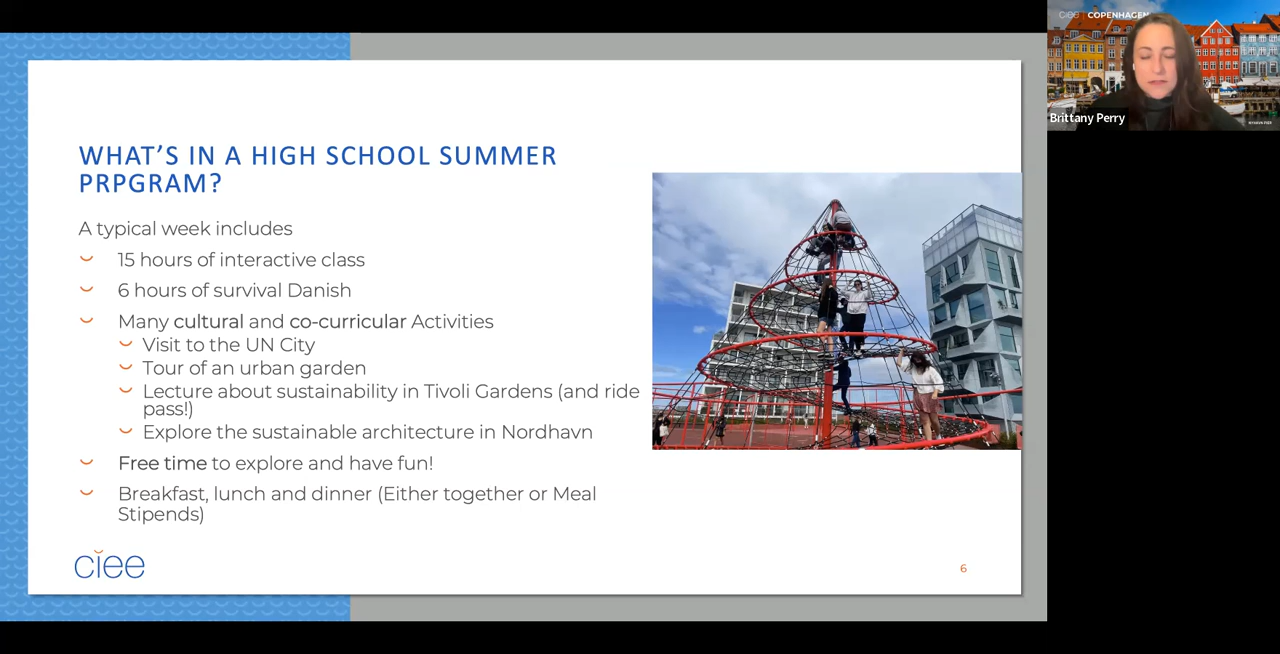 WHAT'S IN A HIGH SCHOOL SUMMER
PRPGRAM?
A typical week includes
15 hours of interactive class
6 hours of survival Danish
Many cultural and co-curricular Activities
Visit to the UN City
Tour of an urban garden
Lecture about sustainability in Tivoli Gardens (and ride
pass!)
Explore the sustainable architecture in Nordhavn
Free time to explore and have fun!
Breakfast, lunch and dinner (Either together or Meal
Stipends)
ciee
6
ciee COPENHAGEN
Brittany Perry